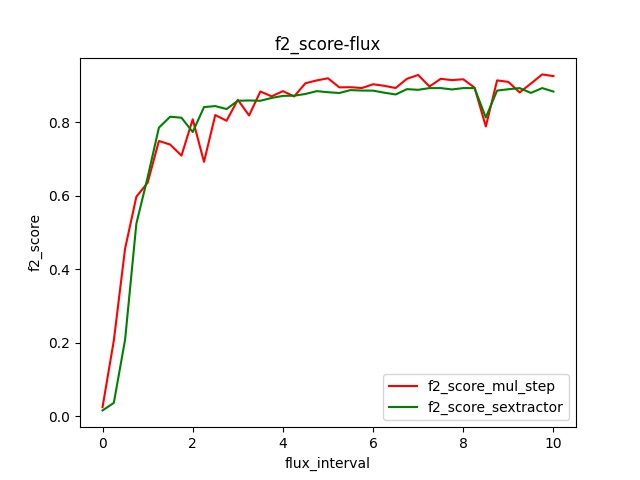 f2_score-flux
f2_score
0.8
0.6
0.4
0.2
0.0
0 2 4 6 8 10
flux_interval
f2_score_mul_step
f2_score_sextractor